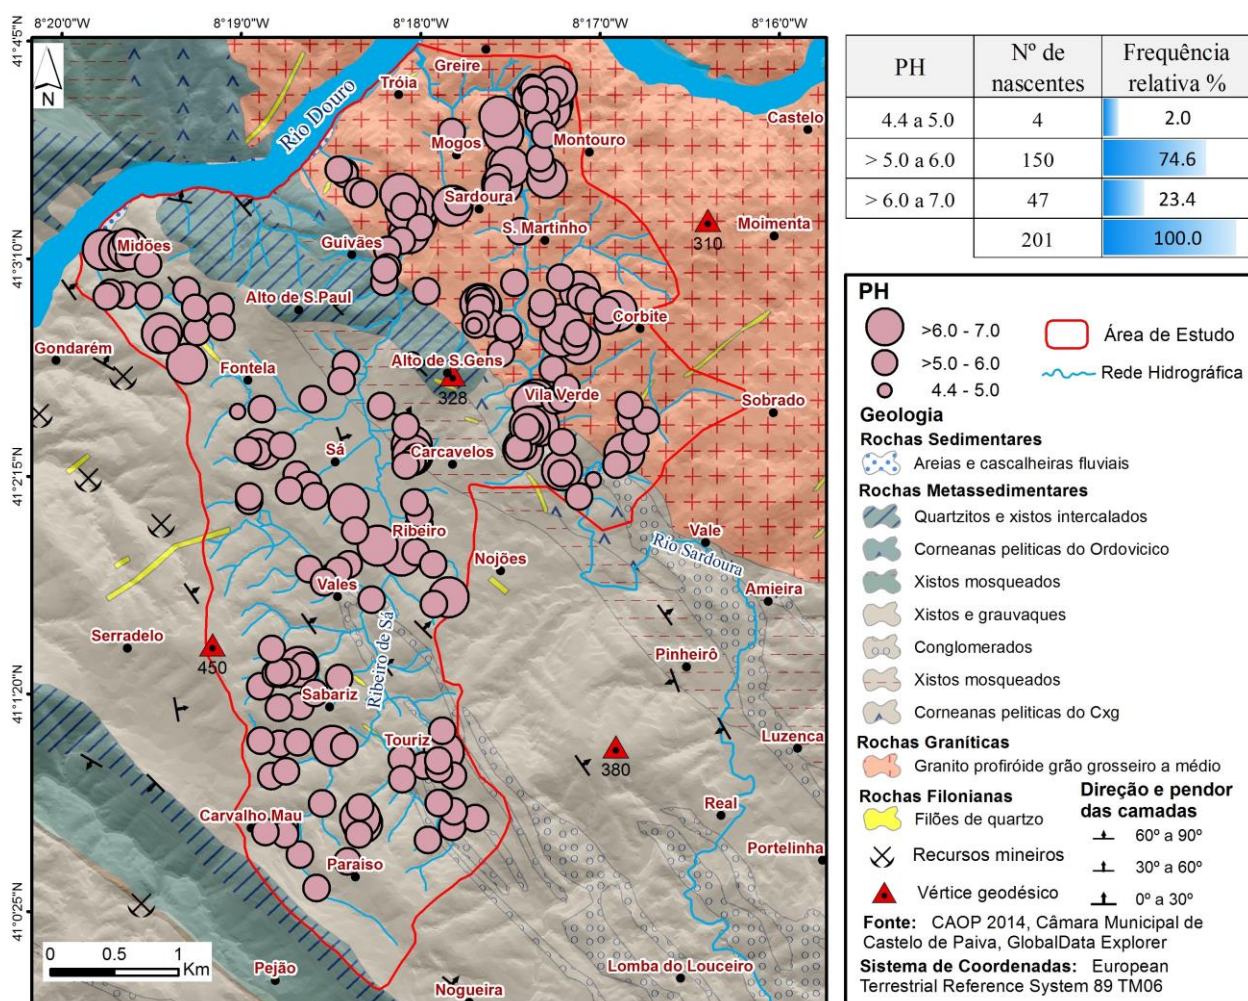 8°20'0"W
8°19'0"W
8°18'0"W
8°17'0"W
8°16'0"W
41°4'5"N
41°3'10"N
41°2'15"N
41°1'20"N
41°0'25"N
N
Greire
Tróia
Rio Douro
Castelo
Mogos
Montouro
Sardoura
S. Martinho
Moimenta
310
Midões
Guivães
Alto de S.Paul
Corbite
Gondarém
Fontela
Alto de S.Gens
328
Vila Verde
Sobrado
Sá
Carcavelos
Ribeiro
Vale
Rio Sardoura
Nojões
Vales
Amieira
Serradelo
450
Ribeiro de Sá
Pinheirô
Sabariz
Touriz
Luzenca
380
Carvalho.Mau
Real
Paraiso
Portelinha
0 0.5 1
Km
Pejão
Lomba do Louceiro
Nogueira
PH
Nº de
nascentes
Frequência
relativa %
4.4 a 5.0 4 2.0
> 5.0 a 6.0 150 74.6
> 6.0 a 7.0 47 23.4
201 100.0
PH
>6.0 - 7.0
>5.0 - 6.0
4.4 - 5.0
Área de Estudo
Rede Hidrográfica
Geologia
Rochas Sedimentares
Areias e cascalheiras fluviais
Rochas Metassedimentares
Quartzitos e xistos intercalados
Corneanas peliticas do Ordovicico
Xistos mosqueados
Xistos e grauvaques
Conglomerados
Xistos mosqueados
Corneanas peliticas do Cxg
Rochas Graníticas
Granito profiróide grão grosseiro a médio
Rochas Filonianas
Filões de quartzo
Recursos mineiros
Vértice geodésico
Direção e pendor
das camadas
60º a 90º
30º a 60º
0º a 30º
Fonte: CAOP 2014, Câmara Municipal de
Castelo de Paiva, GlobalData Explorer
Sistema de Coordenadas: European
Terrestrial Reference System 89 TM06